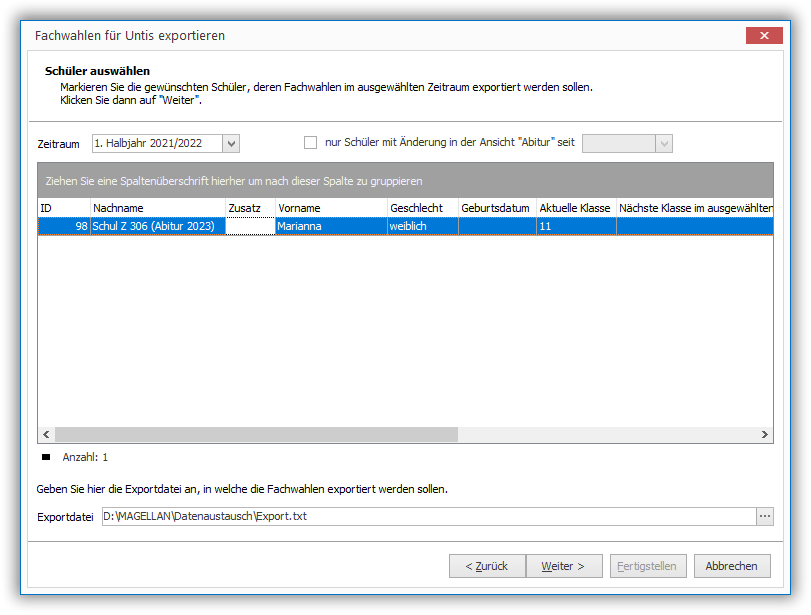 Fachwahlen für Untis exportieren
Schüler auswählen
Markieren Sie die gewünschten Schüler, deren Fachwahlen im ausgewählten Zeitraum exportiert werden sollen.
Klicken Sie dann auf "Weiter".
Zeitraum 1. Halbjahr 2021/2022 nur Schüler mit Änderung in der Ansicht "Abitur" seit
Ziehen Sie eine Spaltenüberschrift hierher um nach dieser Spalte zu gruppieren
ID Nachname Zusatz Vorname Geschlecht Geburtsdatum Aktuelle Klasse Nächste Klasse im ausgewählten
98 Schul Z 306 (Abitur 2023) Marianna weiblich 11
Anzahl: 1
Geben Sie hier die Exportdatei an, in welche die Fachwahlen exportiert werden sollen.
Exportdatei D:\MAGELLAN\Datenaustausch\Export.txt ...
< Zurück Weiter > Fertigstellen Abbrechen